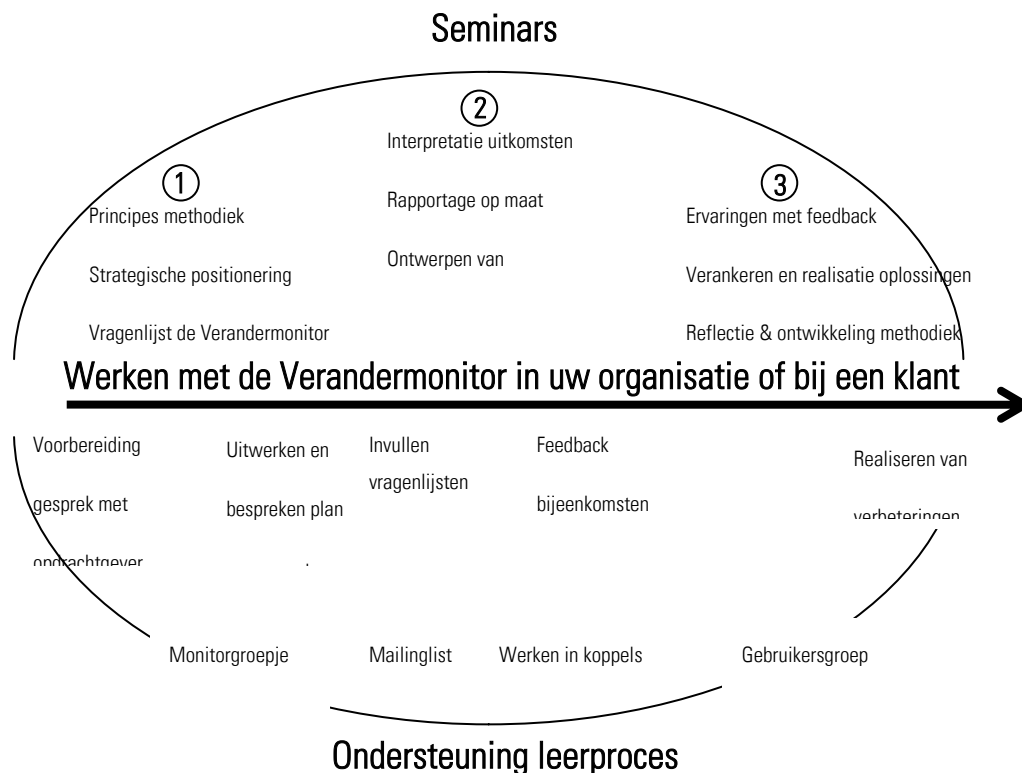 Seminars
①
Principes methodiek
Strategische positionering
Vragenlijst de Verandermonitor
②
Interpretatie uitkomsten
Rapportage op maat
Ontwerpen van
③
Ervaringen met feedback
Verankeren en realisatie oplossingen
Reflectie & ontwikkeling methodiek
Werken met de Verandermonitor in uw organisatie of bij een klant
Voorbereiding
gesprek met
opdrachtgever
Uitwerken en
bespreken plan
Invullen
vragenlijsten
Feedback
bijeenkomsten
Realiseren van
verbeteringen
Monitorgroepje
Mailinglist
Werken in koppels
Gebruikersgroep
Ondersteuning leerproces